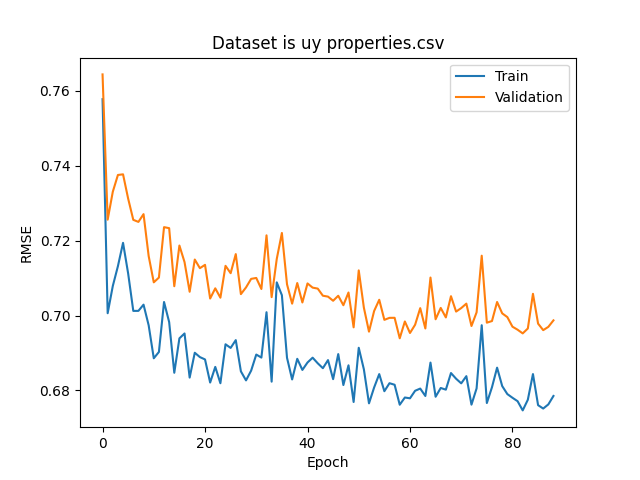 Dataset is uy properties.csv
Train
Validation
0.76
0.74
0.72
0.70
0.68
RMSE
0
20
40
60
80
Epoch